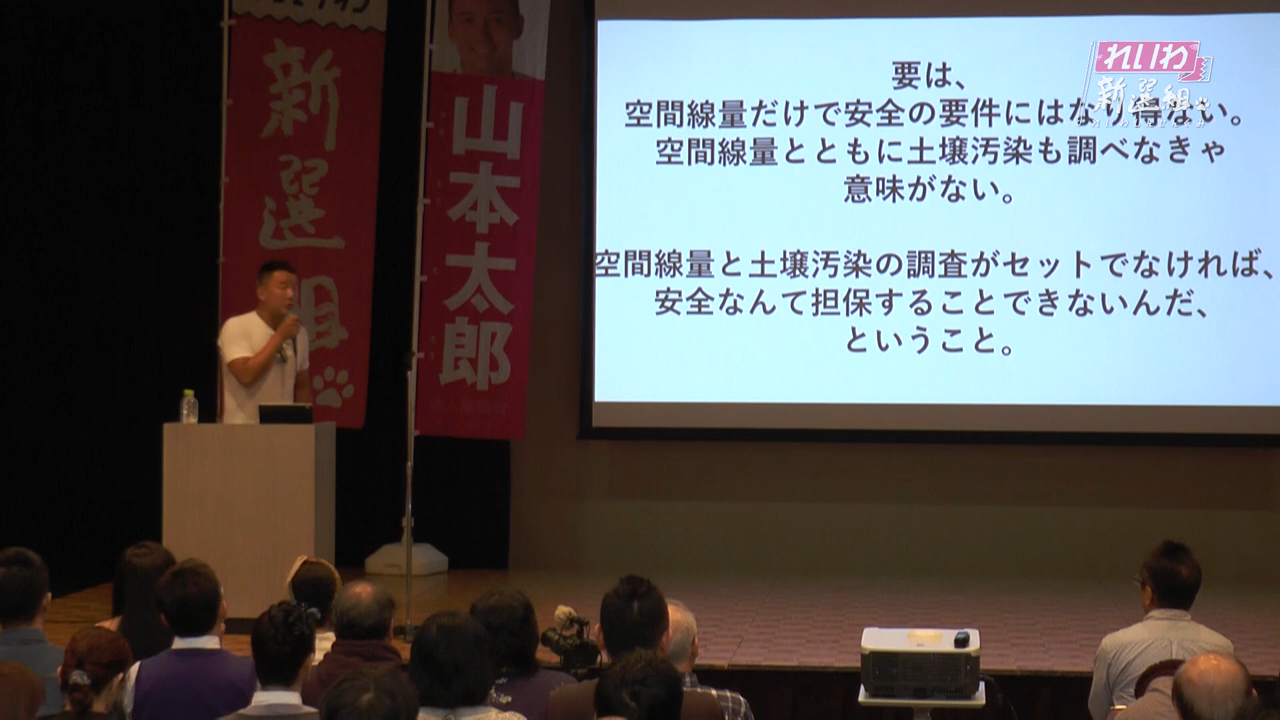 れいわ
新選組
山本太郎
要は、
空間線量だけで安全の要件にはなり得ない。
空間線量とともに土壌汚染も調べなきゃ
意味がない。
空間線量と土壌汚染の調査がセットでなければ、
安全なんて担保することできないんだ、
ということ。
れいわ
新選組